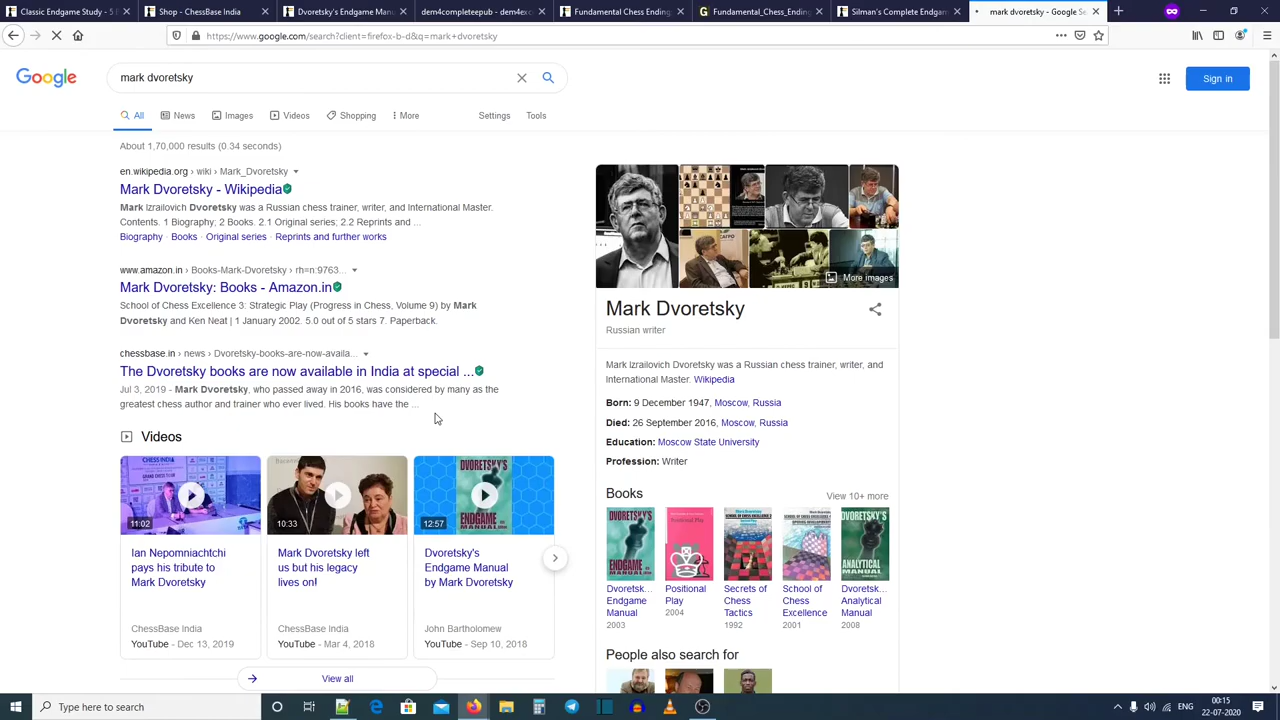 Classic Endgame Study -
ChessBase India
Dvoretsky's Endgame Manu
dem4completepub - dem4ex
Fundamental Chess Ending
Fundamental_Chess_Ending
Silman's Complete Endgam
mark dvoretsky - Google Se
https://www.google.com/search?client=firefox-b-d&q=mark+dvoretsky
Google
mark dvoretsky
Sign in
All
News
Images
Videos
Shopping
More
Settings
Tools
About 1,70,000 results (0.34 seconds)
en.wikipedia.org › wiki › Mark_Dvoretsky
Mark Dvoretsky - Wikipedia
Mark Izrailovich Dvoretsky was a Russian chess trainer, writer, and International Master.
Contents. 1 Biography; 2 Books. 2.1 Original series; 2.2 Reprints and ...
Biography · Books · Original series · Reprints and further works
www.amazon.in › Books-Mark-Dvoretsky › rh=n:9763...
Mark Dvoretsky: Books - Amazon.in
School of Chess Excellence 3: Strategic Play (Progress in Chess, Volume 9) by Mark
Dvoretsky and Ken Neat | 1 January 2002. 5.0 out of 5 stars 7. Paperback.
chessbase.in › news › Dvoretsky-books-are-now-availa...
The Dvoretsky books are now available in India at special ...
Jul 3, 2019 - Mark Dvoretsky, who passed away in 2016, was considered by many as the
greatest chess author and trainer who ever lived. His books have the ...
Videos
11:02
10:33
12:57
Ian Nepomniachtchi
pays his tribute to
Mark Dvoretsky
ChessBase India
YouTube - Dec 13, 2019
Mark Dvoretsky left
us but his legacy
lives on!
ChessBase India
YouTube - Mar 4, 2018
Dvoretsky's
Endgame Manual
by Mark Dvoretsky
John Bartholomew
YouTube - Sep 10, 2018
View all
More images
Mark Dvoretsky
Russian writer
Mark Izrailovich Dvoretsky was a Russian chess trainer, writer, and
International Master. Wikipedia
Born: 9 December 1947, Moscow, Russia
Died: 26 September 2016, Moscow, Russia
Education: Moscow State University
Profession: Writer
Books
View 10+ more
Dvoretsk...
Endgame
Manual
2003
Positional
Play
2004
Secrets of
Chess
Tactics
1992
School of
Chess
Excellence
2001
Dvoretsk...
Analytical
Manual
2008
People also search for
Type here to search
ENG
00:15
22-07-2020